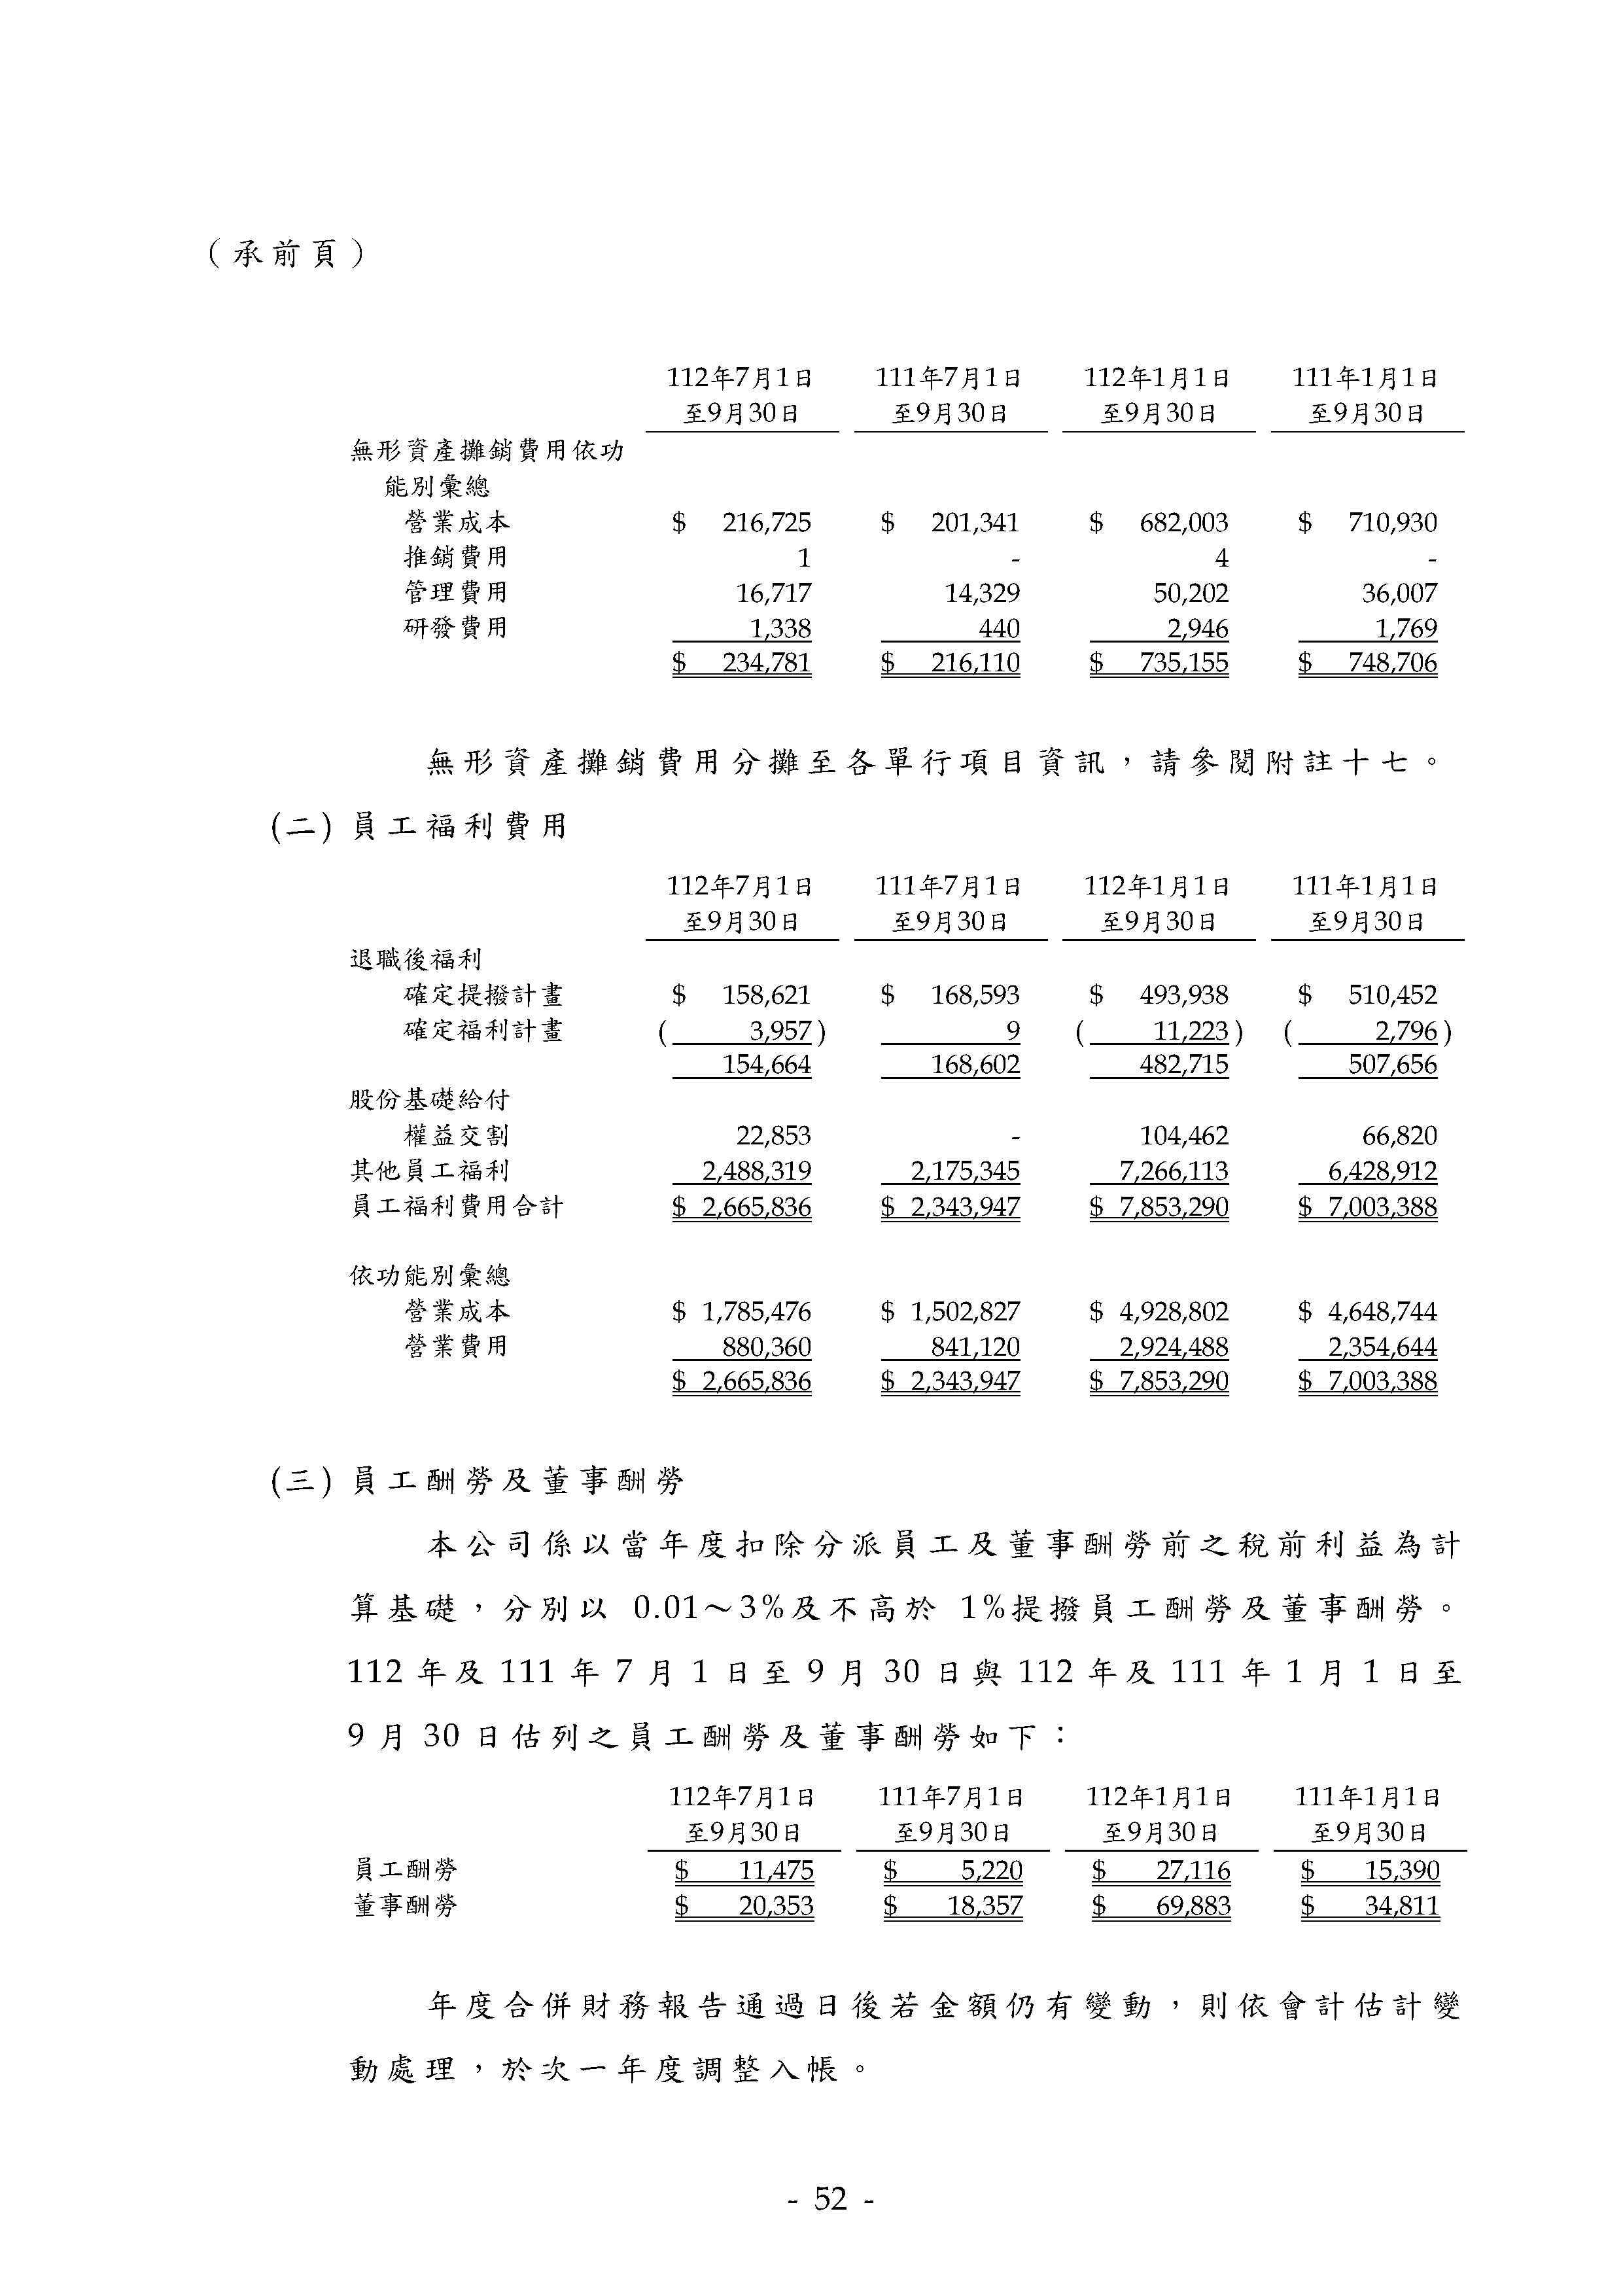 （承前頁）
112年7月1日 111年7月1日 112年1月1日 111年1月1日
至9月30日 至9月30日 至9月30日 至9月30日
無形資產攤銷費用依功
能別彙總
營業成本 $ 216,725 $ 201,341 $ 682,003 $ 710,930
推銷費用 1 - 4 -
管理費用 16,717 14,329 50,202 36,007
研發費用 1,338 440 2,946 1,769
$ 234,781 $ 216,110 $ 735,155 $ 748,706
無形資產攤銷費用分攤至各單行項目資訊，請參閱附註十七。
(二) 員工福利費用
112年7月1日 111年7月1日 112年1月1日 111年1月1日
至9月30日 至9月30日 至9月30日 至9月30日
退職後福利
確定提撥計畫 $ 158,621 $ 168,593 $ 493,938 $ 510,452
確定福利計畫 ( 3,957) 9 ( 11,223) ( 2,796)
154,664 168,602 482,715 507,656
股份基礎給付
權益交割 22,853 - 104,462 66,820
其他員工福利 2,488,319 2,175,345 7,266,113 6,428,912
員工福利費用合計 $ 2,665,836 $ 2,343,947 $ 7,853,290 $ 7,003,388
依功能別彙總
營業成本 $ 1,785,476 $ 1,502,827 $ 4,928,802 $ 4,648,744
營業費用 880,360 841,120 2,924,488 2,354,644
$ 2,665,836 $ 2,343,947 $ 7,853,290 $ 7,003,388
(三) 員工酬勞及董事酬勞
本公司係以當年度扣除分派員工及董事酬勞前之稅前利益為計
算基礎，分別以 0.01～3%及不高於 1%提撥員工酬勞及董事酬勞。
112 年及 111 年 7 月 1 日至 9 月 30 日與 112 年及 111 年 1 月 1 日至
9 月 30 日估列之員工酬勞及董事酬勞如下：
112年7月1日 111年7月1日 112年1月1日 111年1月1日
至9月30日 至9月30日 至9月30日 至9月30日
員工酬勞 $ 11,475 $ 5,220 $ 27,116 $ 15,390
董事酬勞 $ 20,353 $ 18,357 $ 69,883 $ 34,811
年度合併財務報告通過日後若金額仍有變動，則依會計估計變
動處理，於次一年度調整入帳。
- 52 -